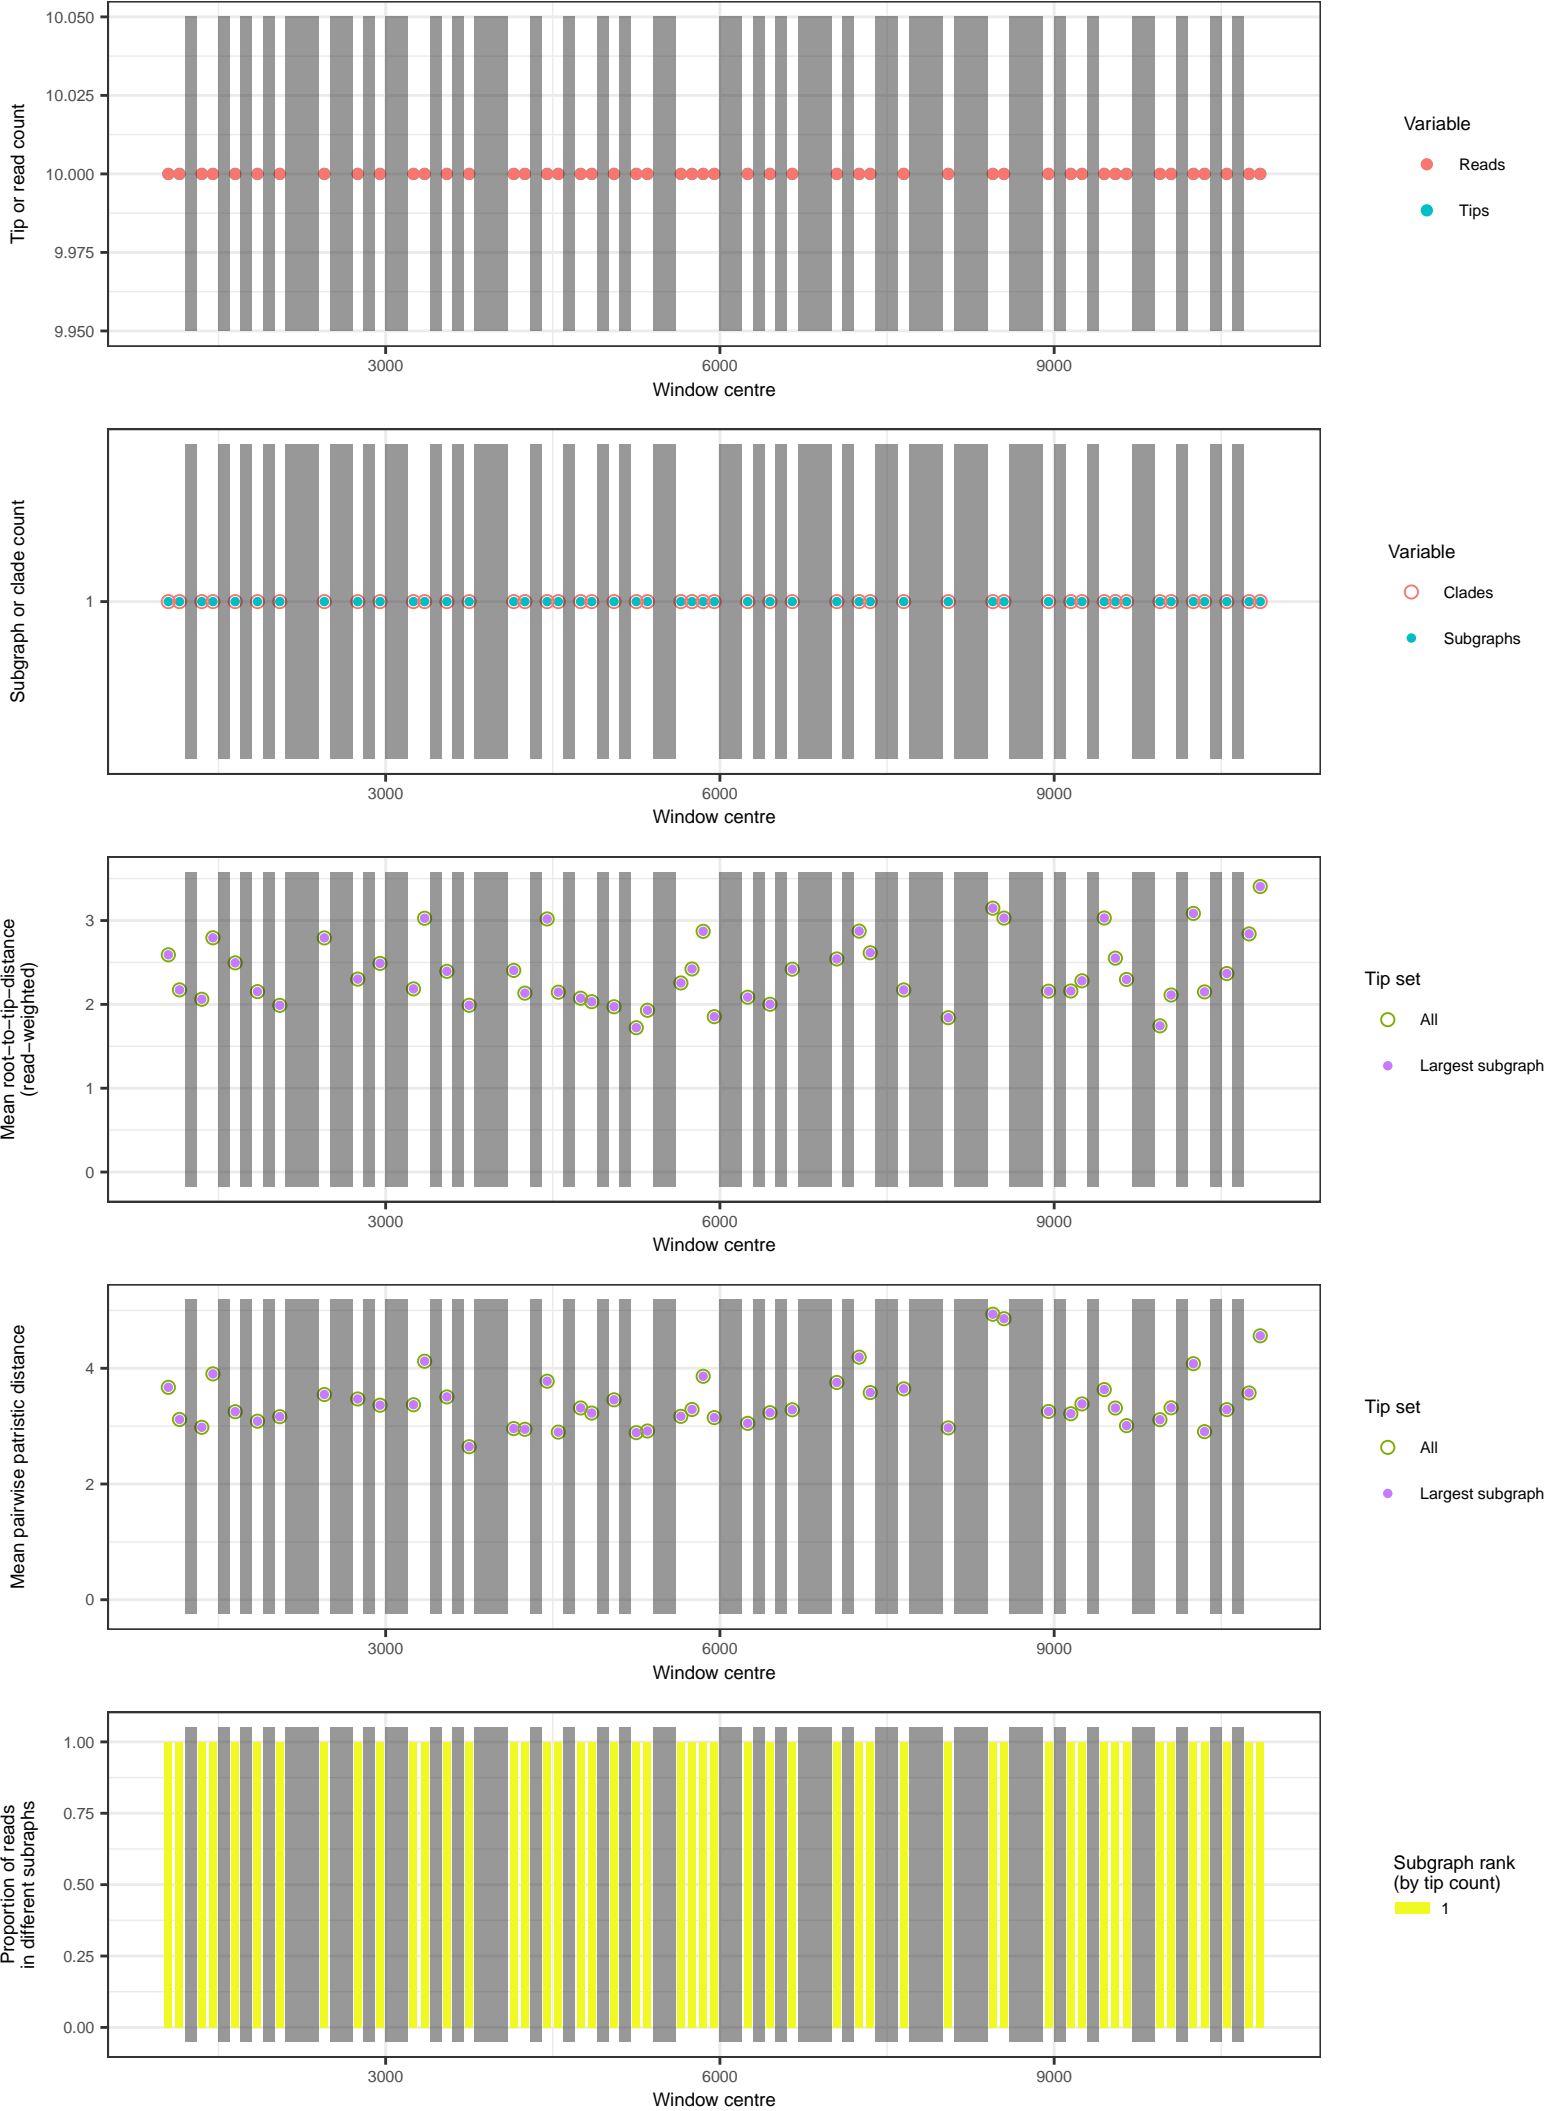 10.050
10.025
10.000
9.975
9.950
Tip or read count
3000
6000
9000
Window centre
Variable
Reads
Tips
1
Subgraph or clade count
3000
6000
9000
Window centre
Variable
Clades
Subgraphs
3
2
1
0
Mean root−to−tip−distance
(read−weighted)
3000
6000
9000
Window centre
Tip set
All
Largest subgraph
4
2
0
Mean pairwise patristic distance
3000
6000
9000
Window centre
Tip set
All
Largest subgraph
1.00
0.75
0.50
0.25
0.00
Proportion of reads
in different subraphs
3000
6000
9000
Window centre
Subgraph rank
(by tip count)
1